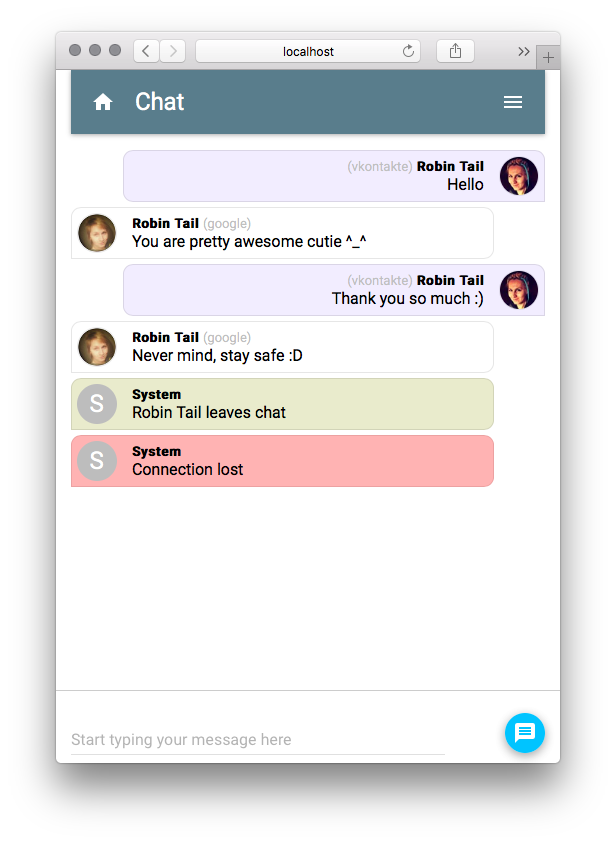 localhost
Chat
(vkontakte) Robin Tail
Hello
Robin Tail (google)
You are pretty awesome cutie ^_^
(vkontakte) Robin Tail
Thank you so much :)
Robin Tail (google)
Never mind, stay safe :D
S
System
Robin Tail leaves chat
S
System
Connection lost
Start typing your message here